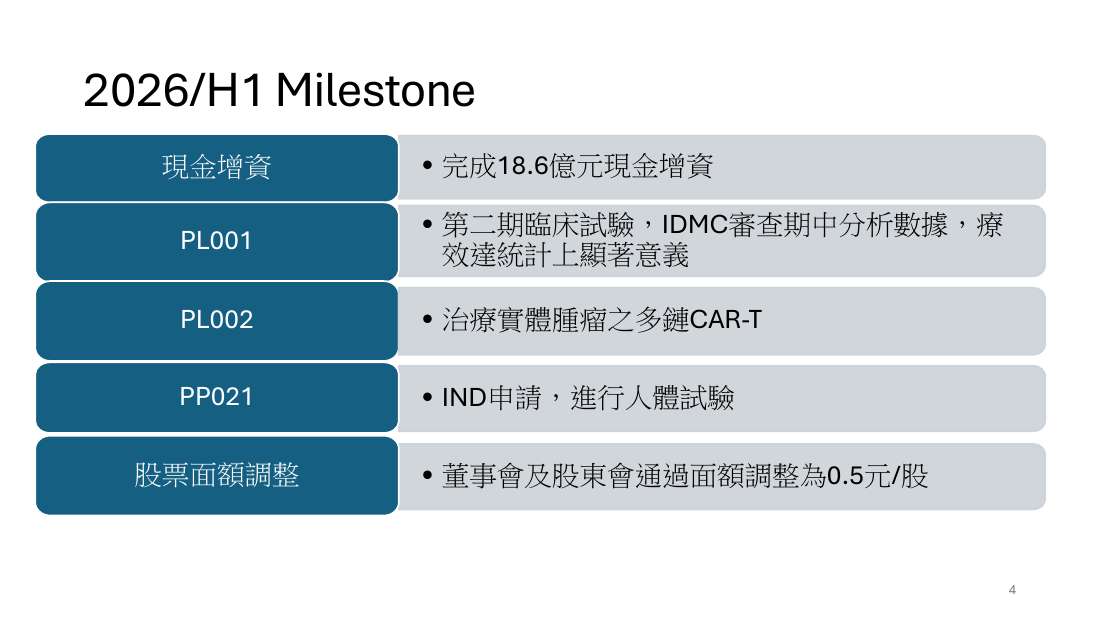 2026/H1 Milestone
現金增資
• 完成18.6億元現金增資
PL001
• 第二期臨床試驗，IDMC審查期中分析數據，療
效達統計上顯著意義
PL002
• 治療實體腫瘤之多鏈CAR-T
PP021
• IND申請，進行人體試驗
股票面額調整
• 董事會及股東會通過面額調整為0.5元/股
4